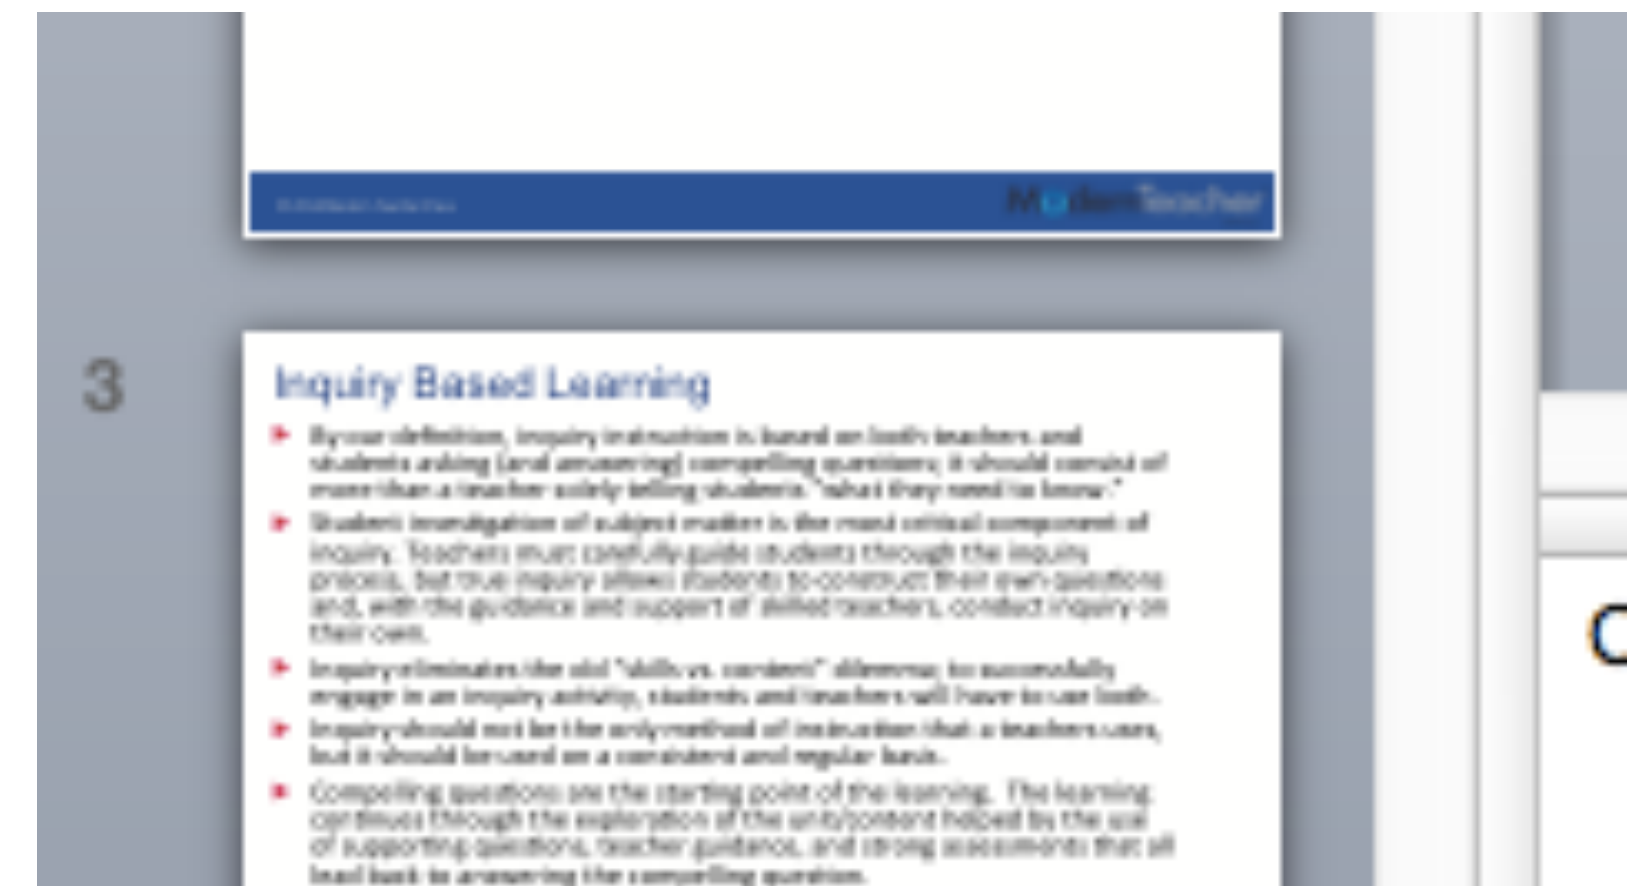 ModernTeacher
3
Inquiry Based Learning
By our definition, inquiry instruction is based on both teachers and
students asking (and answering) compelling questions; it should consist of
more than a teacher solely telling students "what they need to know."
Student investigation of subject matter is the most critical component of
inquiry. Teachers must carefully guide students through the inquiry
process, but true inquiry allows students to construct their own questions
and, with the guidance and support of skilled teachers, conduct inquiry on
their own.
Inquiry eliminates the old "skills vs. content" dilemma; to successfully
engage in an inquiry activity, students and teachers will have to use both.
Inquiry should not be the only method of instruction that a teachers uses,
but it should be used on a consistent and regular basis.
Compelling questions are the starting point of the learning. The learning
continues through the exploration of the unit/content helped by the use
of supporting questions, teacher guidance, and strong assessments that all
lead back to answering the compelling question.